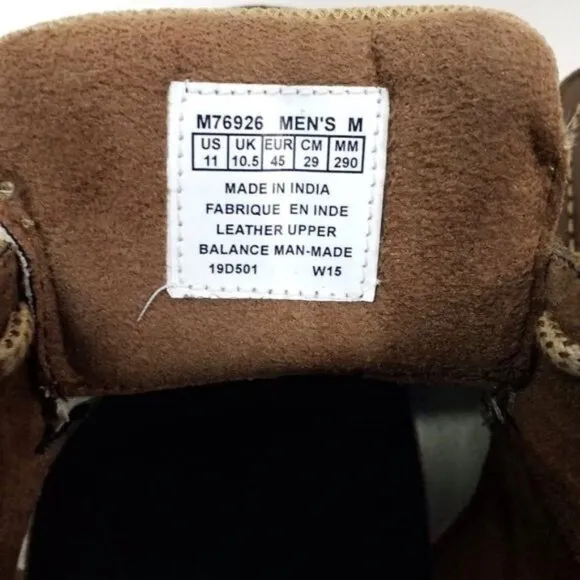 M76926 MEN'S M
US UK EUR CM MM
11 10.5 45 29 290
MADE IN INDIA
FABRIQUE EN INDE
LEATHER UPPER
BALANCE MAN-MADE
19D501 W15